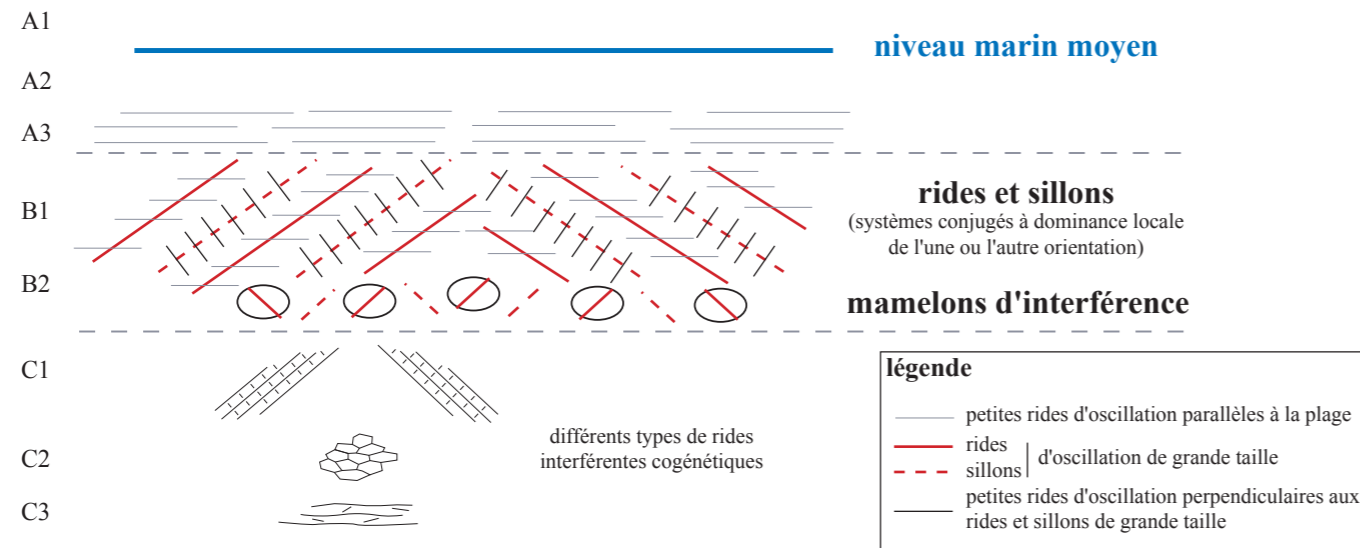 A1
niveau marin moyen
A2
A3
B1
rides et sillons
(systèmes conjugés à dominance locale
de l'une ou l'autre orientation)
B2
mamelons d'interférence
C1
différents types de rides
interférentes cogénétiques
C2
C3
légende
petites rides d'oscillation parallèles à la plage
rides
sillons
d'oscillation de grande taille
petites rides d'oscillation perpendiculaires aux
rides et sillons de grande taille